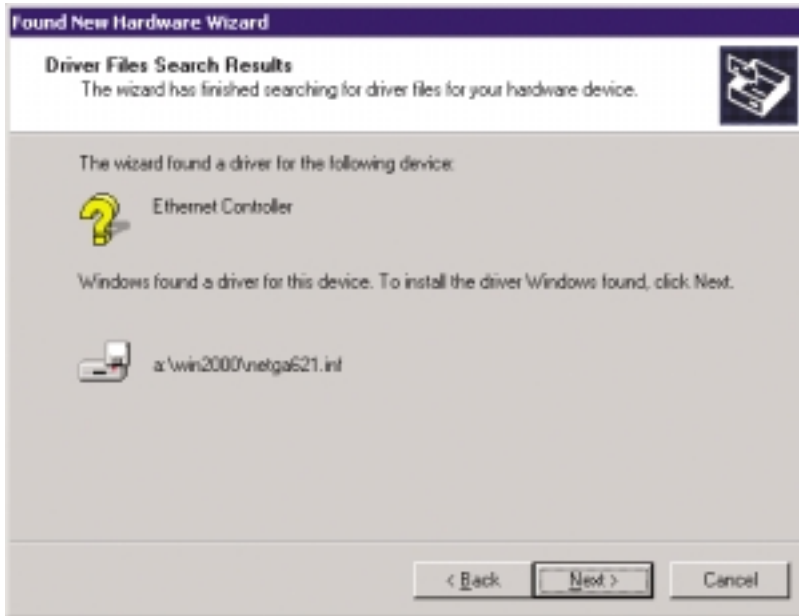 Found New Hardware Wizard
Driver Files Search Results
The wizard has finished searching for driver files for your hardware device.
The wizard found a driver for the following device:
Ethernet Controller
Windows found a driver for this device. To install the driver Windows found, click Next.
a:\win2000\netga621.inf
< Back
Next >
Cancel